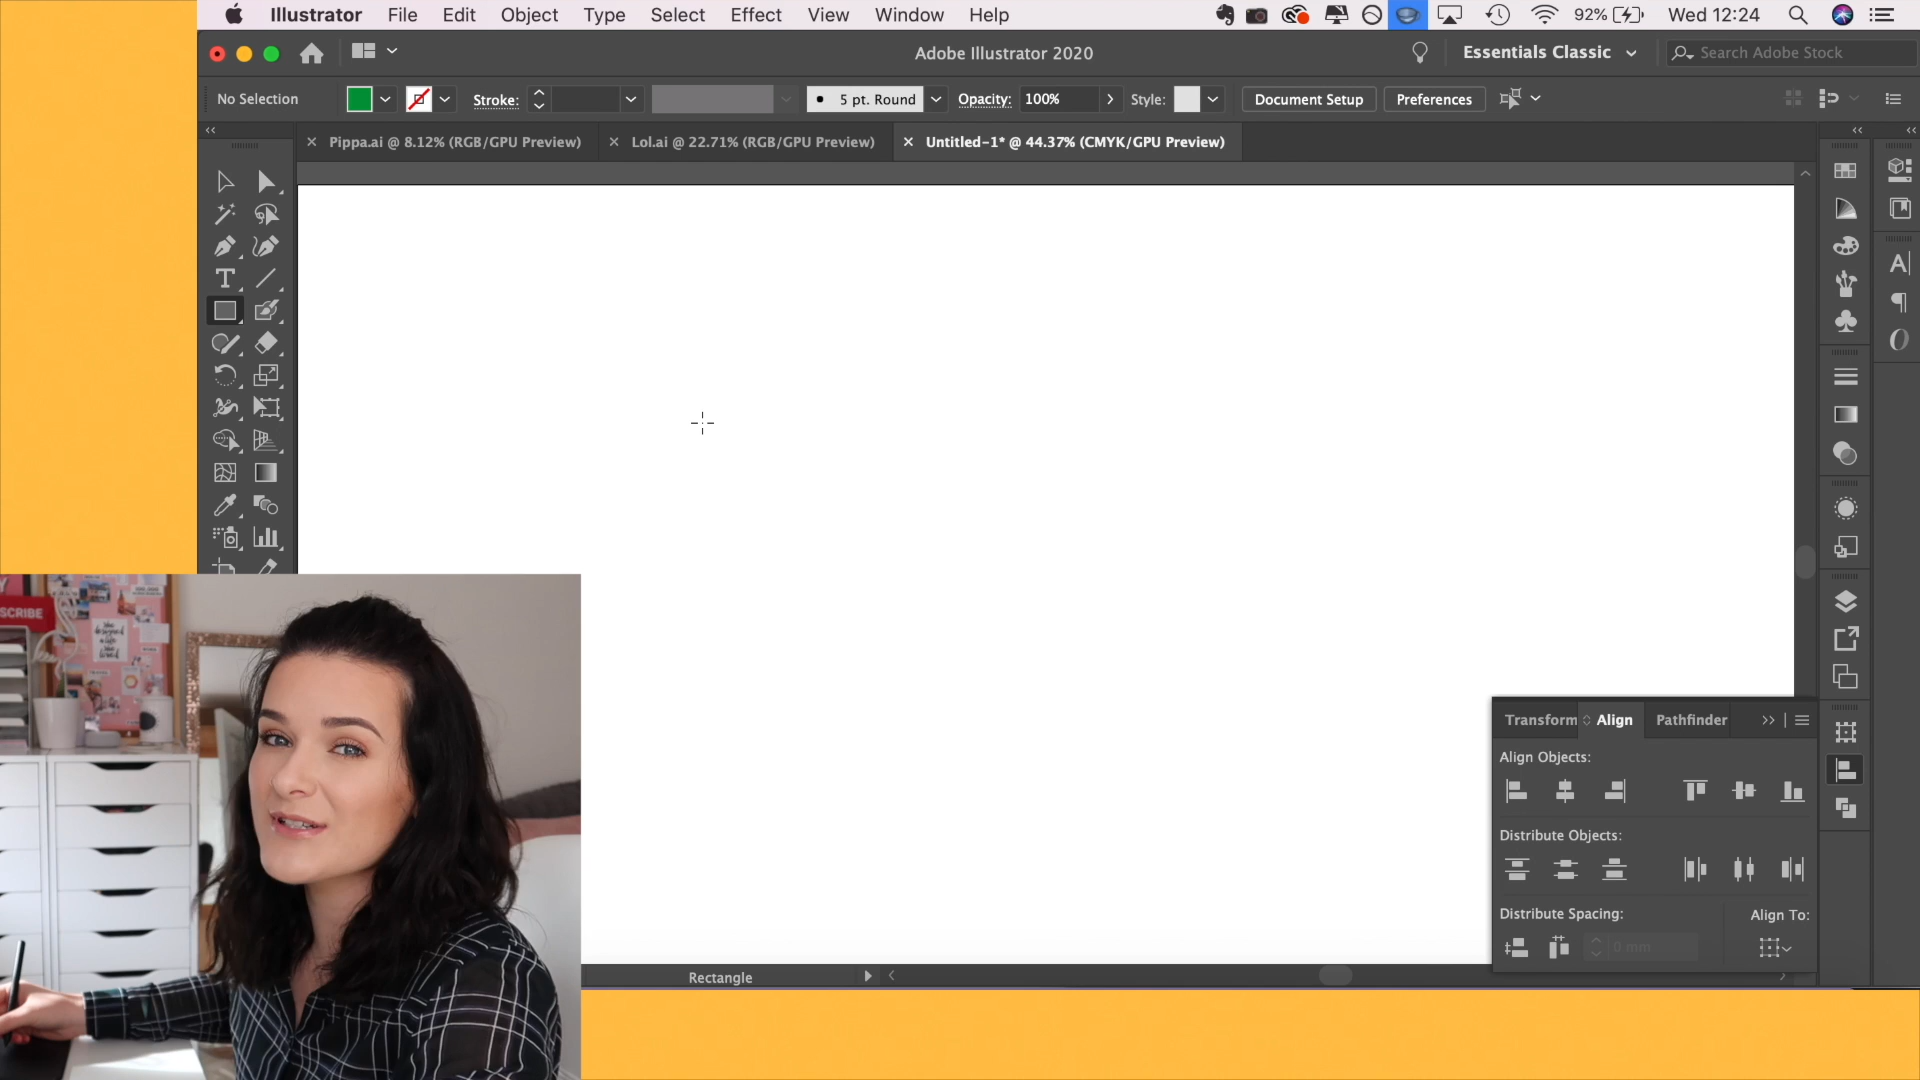 Illustrator File Edit Object Type Select Effect View Window Help 92% Wed 12:24
Adobe Illustrator 2020 Essentials Classic Search Adobe Stock
No Selection Stroke: 5 pt. Round Opacity: 100% Style: Document Setup Preferences
Pippa.ai @ 8.12% (RGB/GPU Preview) Lol.ai @ 22.71% (RGB/GPU Preview) Untitled-1* @ 44.37% (CMYK/GPU Preview)
SCRIBE
Transform Align Pathfinder
Align Objects:
Distribute Objects:
Distribute Spacing: Align To:
0 mm
Rectangle